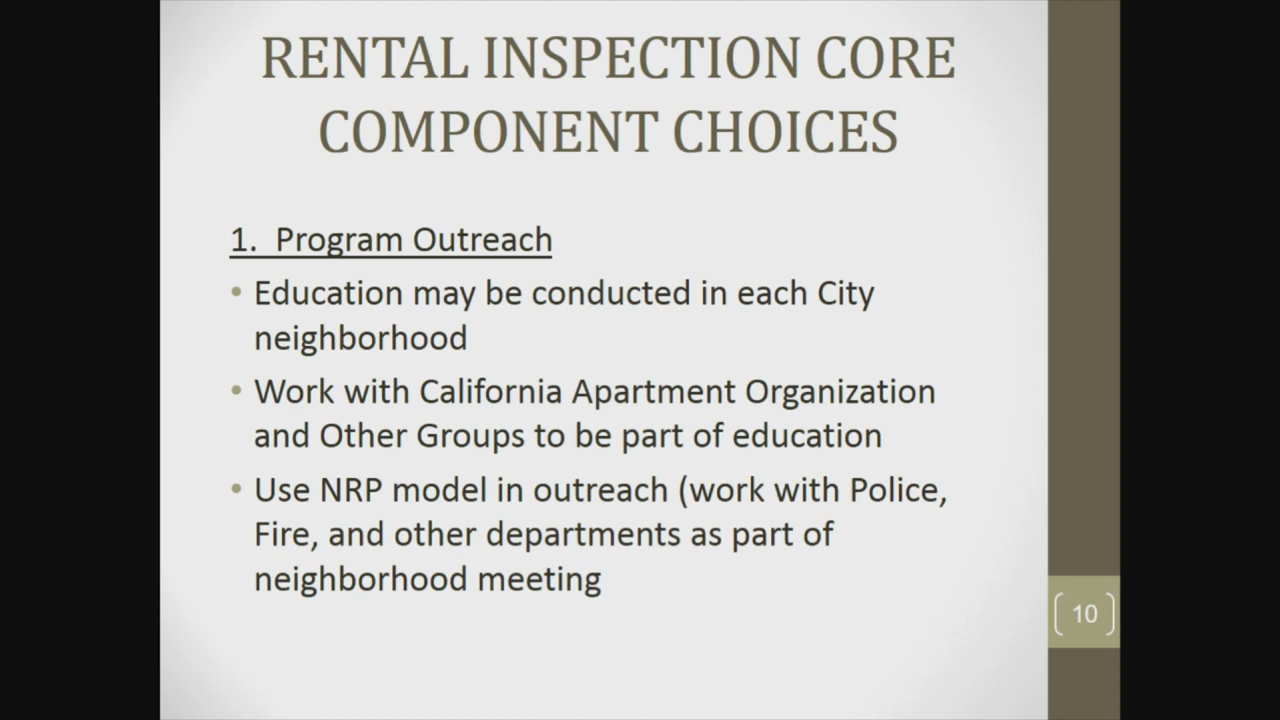 RENTAL INSPECTION CORE
COMPONENT CHOICES
1. Program Outreach
• Education may be conducted in each City
neighborhood
• Work with California Apartment Organization
and Other Groups to be part of education
• Use NRP model in outreach (work with Police,
Fire, and other departments as part of
neighborhood meeting
10